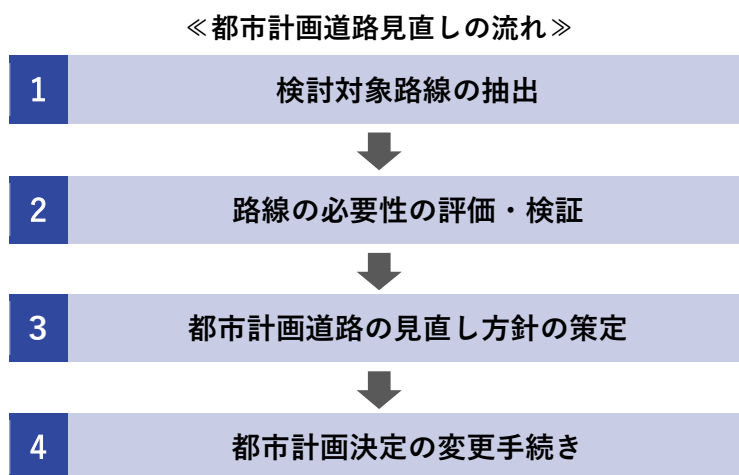 ≪都市計画道路見直しの流れ≫
1 検討対象路線の抽出
2 路線の必要性の評価・検証
3 都市計画道路の見直し方針の策定
4 都市計画決定の変更手続き